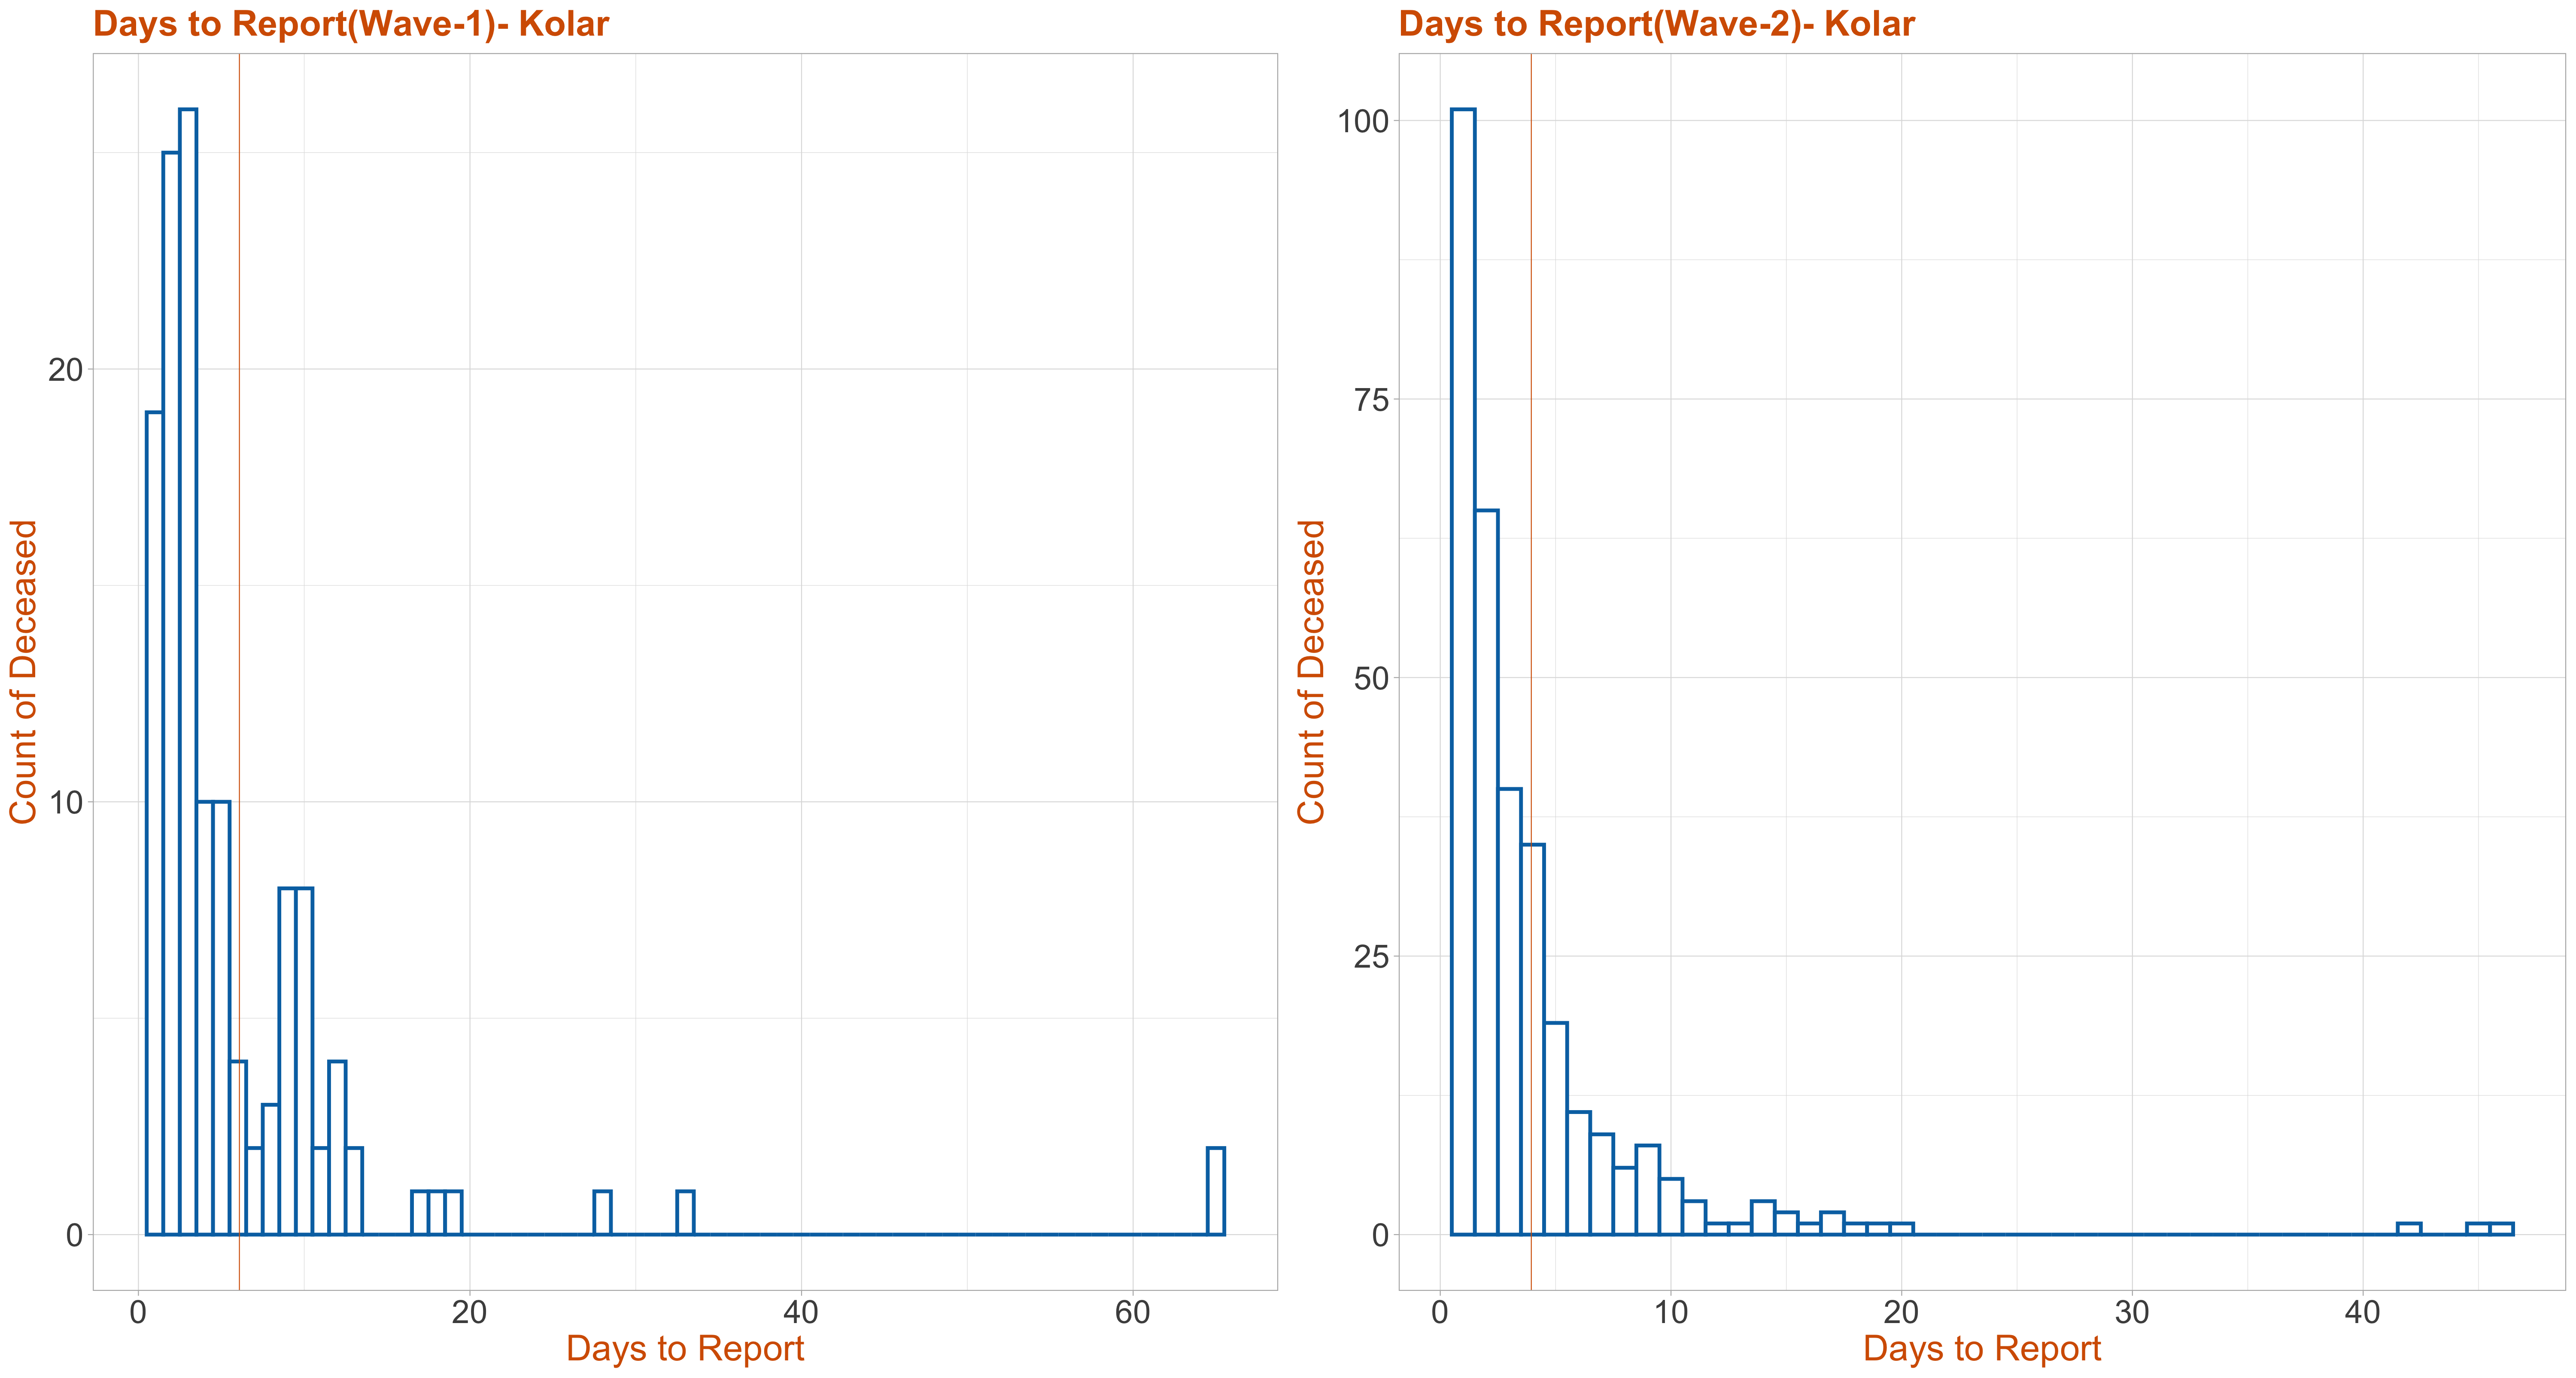 Days to Report(Wave-1)- Kolar
Count of Deceased
20
10
0
0 20 40 60
Days to Report
Days to Report(Wave-2)- Kolar
Count of Deceased
100
75
50
25
0
0 10 20 30 40
Days to Report